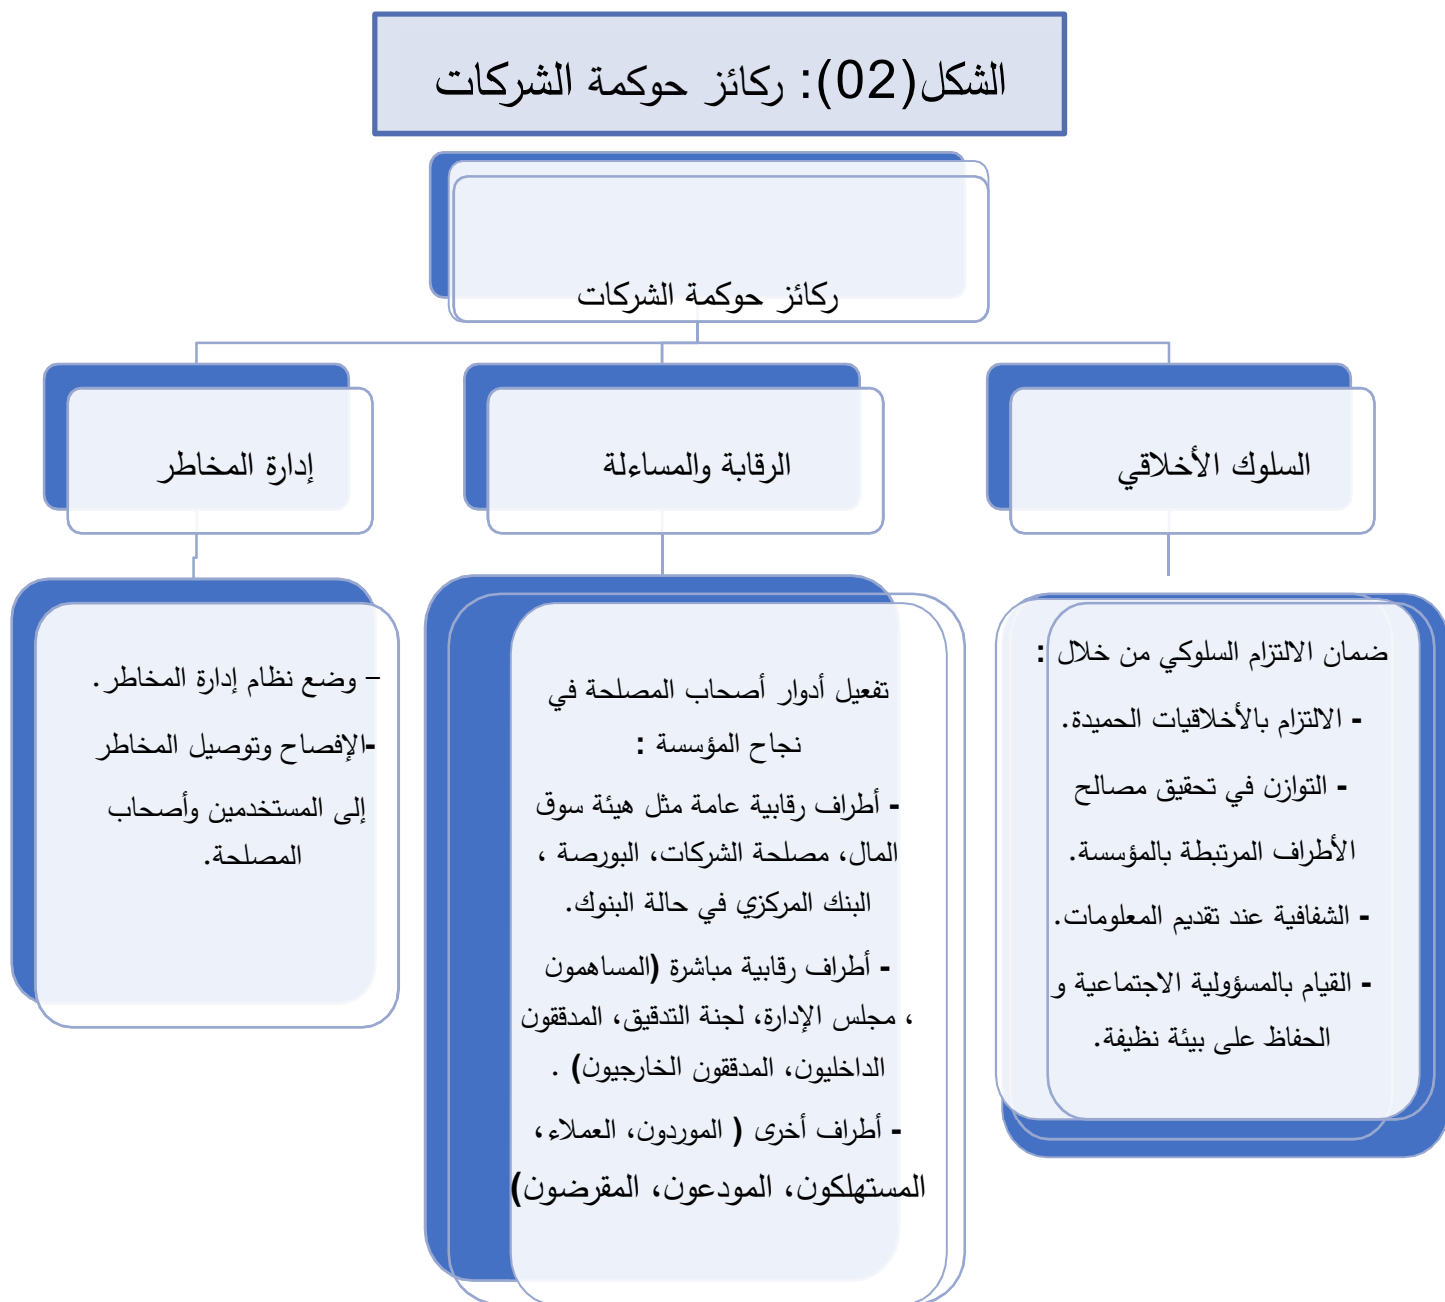 الشكل(02): ركائز حوكمة الشركات
ركائز حوكمة الشركات
السلوك الأخلاقي
الرقابة والمساءلة
إدارة المخاطر
ضمان الالتزام السلوكي من خلال :
- الالتزام بالأخلاقيات الحميدة.
- التوازن في تحقيق مصالح
الأطراف المرتبطة بالمؤسسة.
- الشفافية عند تقديم المعلومات.
- القيام بالمسؤولية الاجتماعية و
الحفاظ على بيئة نظيفة.
تفعيل أدوار أصحاب المصلحة في
نجاح المؤسسة :
- أطراف رقابية عامة مثل هيئة سوق
المال، مصلحة الشركات، البورصة ،
البنك المركزي في حالة البنوك.
- أطراف رقابية مباشرة (المساهمون
، مجلس الإدارة، لجنة التدقيق، المدققون
الداخليون، المدققون الخارجيون) .
- أطراف أخرى ( الموردون، العملاء،
المستهلكون، المودعون، المقرضون)
– وضع نظام إدارة المخاطر.
-الإفصاح وتوصيل المخاطر
إلى المستخدمين وأصحاب
المصلحة.